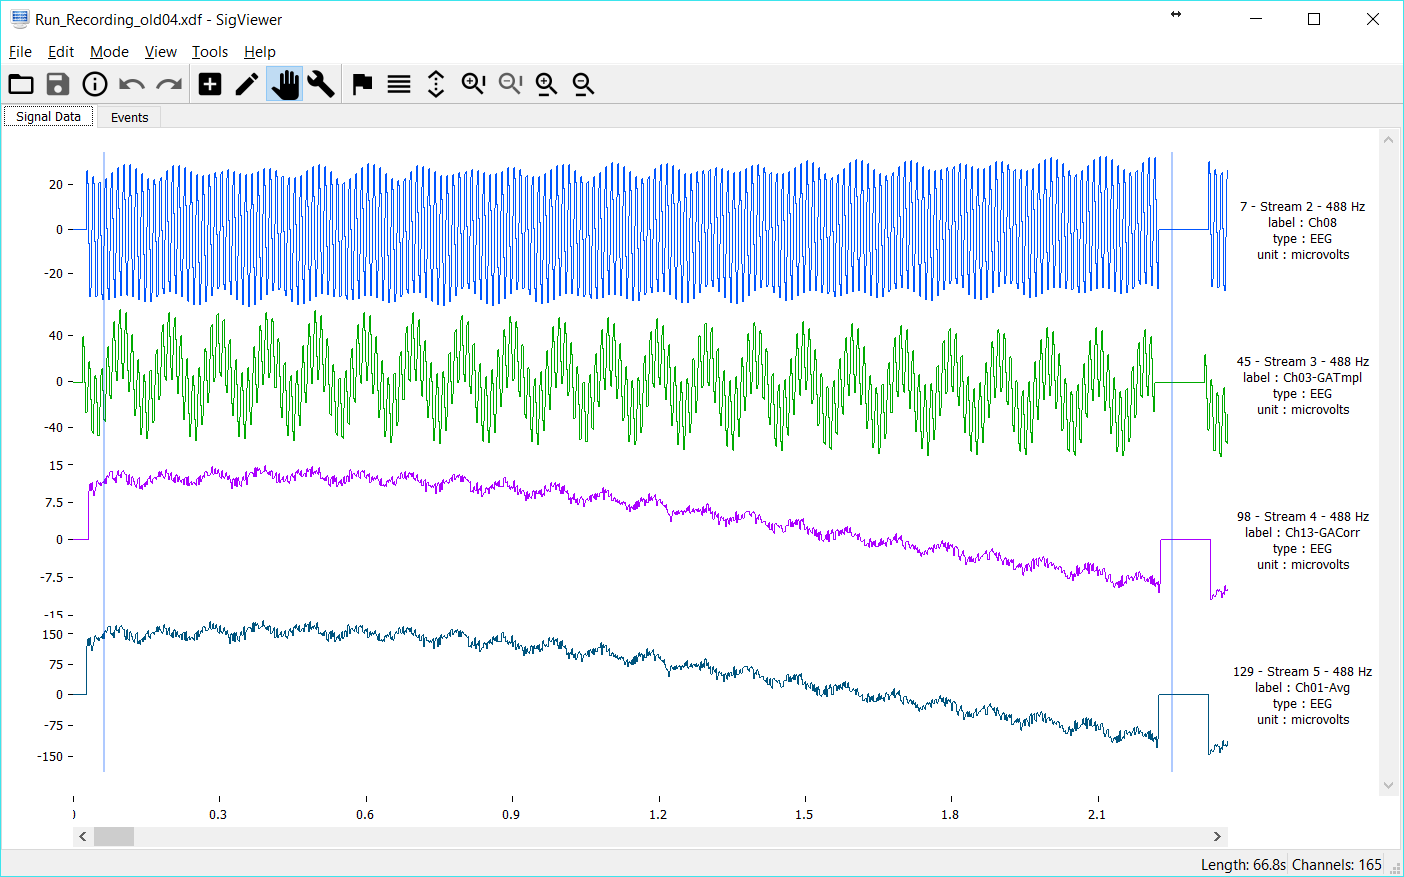 Run_Recording_old04.xdf - SigViewer
File Edit Mode View Tools Help
Signal Data Events
20
0
-20
7 - Stream 2 - 488 Hz
label : Ch08
type : EEG
unit : microvolts
40
0
-40
45 - Stream 3 - 488 Hz
label : Ch03-GATmpl
type : EEG
unit : microvolts
15
7.5
0
-7.5
-15
98 - Stream 4 - 488 Hz
label : Ch13-GACorr
type : EEG
unit : microvolts
150
75
0
-75
-150
129 - Stream 5 - 488 Hz
label : Ch01-Avg
type : EEG
unit : microvolts
0 0.3 0.6 0.9 1.2 1.5 1.8 2.1
Length: 66.8s Channels: 165